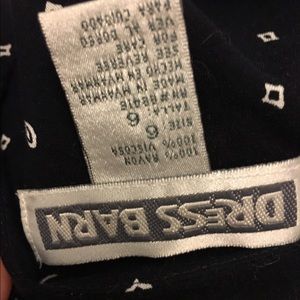 DRESS BARN
100% RAYON
100% VISCOSA
SIZE 6
TALLA 6
MADE IN MYANMAR
HECHO EN MYANMAR
SEE REVERSE
FOR CARE
VER AL DORSO
PARA CUIDADO